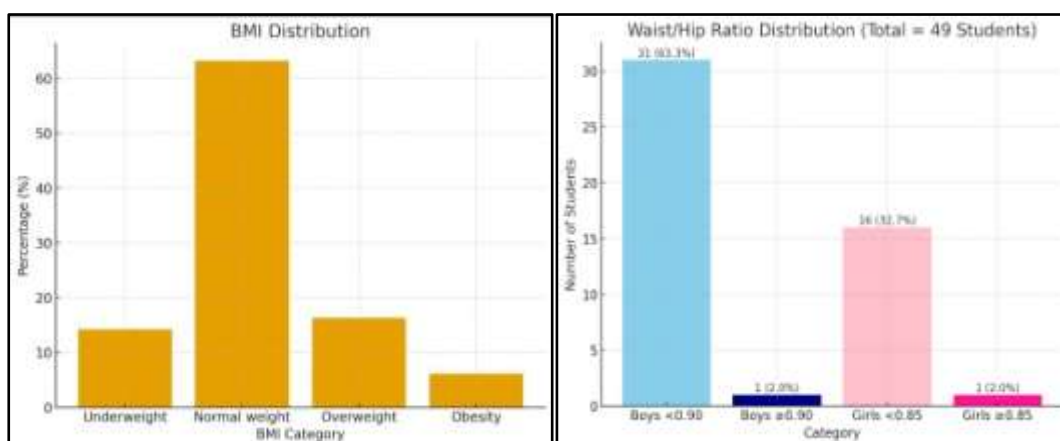 BMI Distribution
60
50
40
30
20
10
0
Percentage (%)
Underweight Normal weight Overweight Obesity
BMI Category
Waist/Hip Ratio Distribution (Total = 49 Students)
31 (63.3%)
30
25
20
15
10
5
0
Number of Students
16 (32.7%)
1 (2.0%)
1 (2.0%)
Boys <0.90 Boys ≥0.90 Girls <0.85 Girls ≥0.85
Category